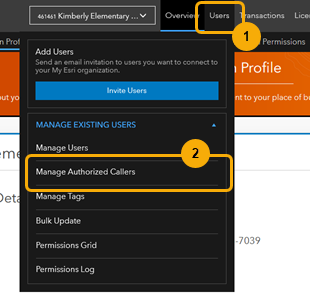 461461 Kimberly Elementary ...
Overview Users Transactions Lice
1
n Prof Permissions
Add Users
Send an email invitation to users you want to connect to
your My Esri organization.
n Profile
Invite Users
out you
nt to your place of b
MANAGE EXISTING USERS
Manage Users
2
eme
Manage Authorized Callers
Deta
Manage Tags
Bulk Update
Permissions Grid
-7039
Permissions Log